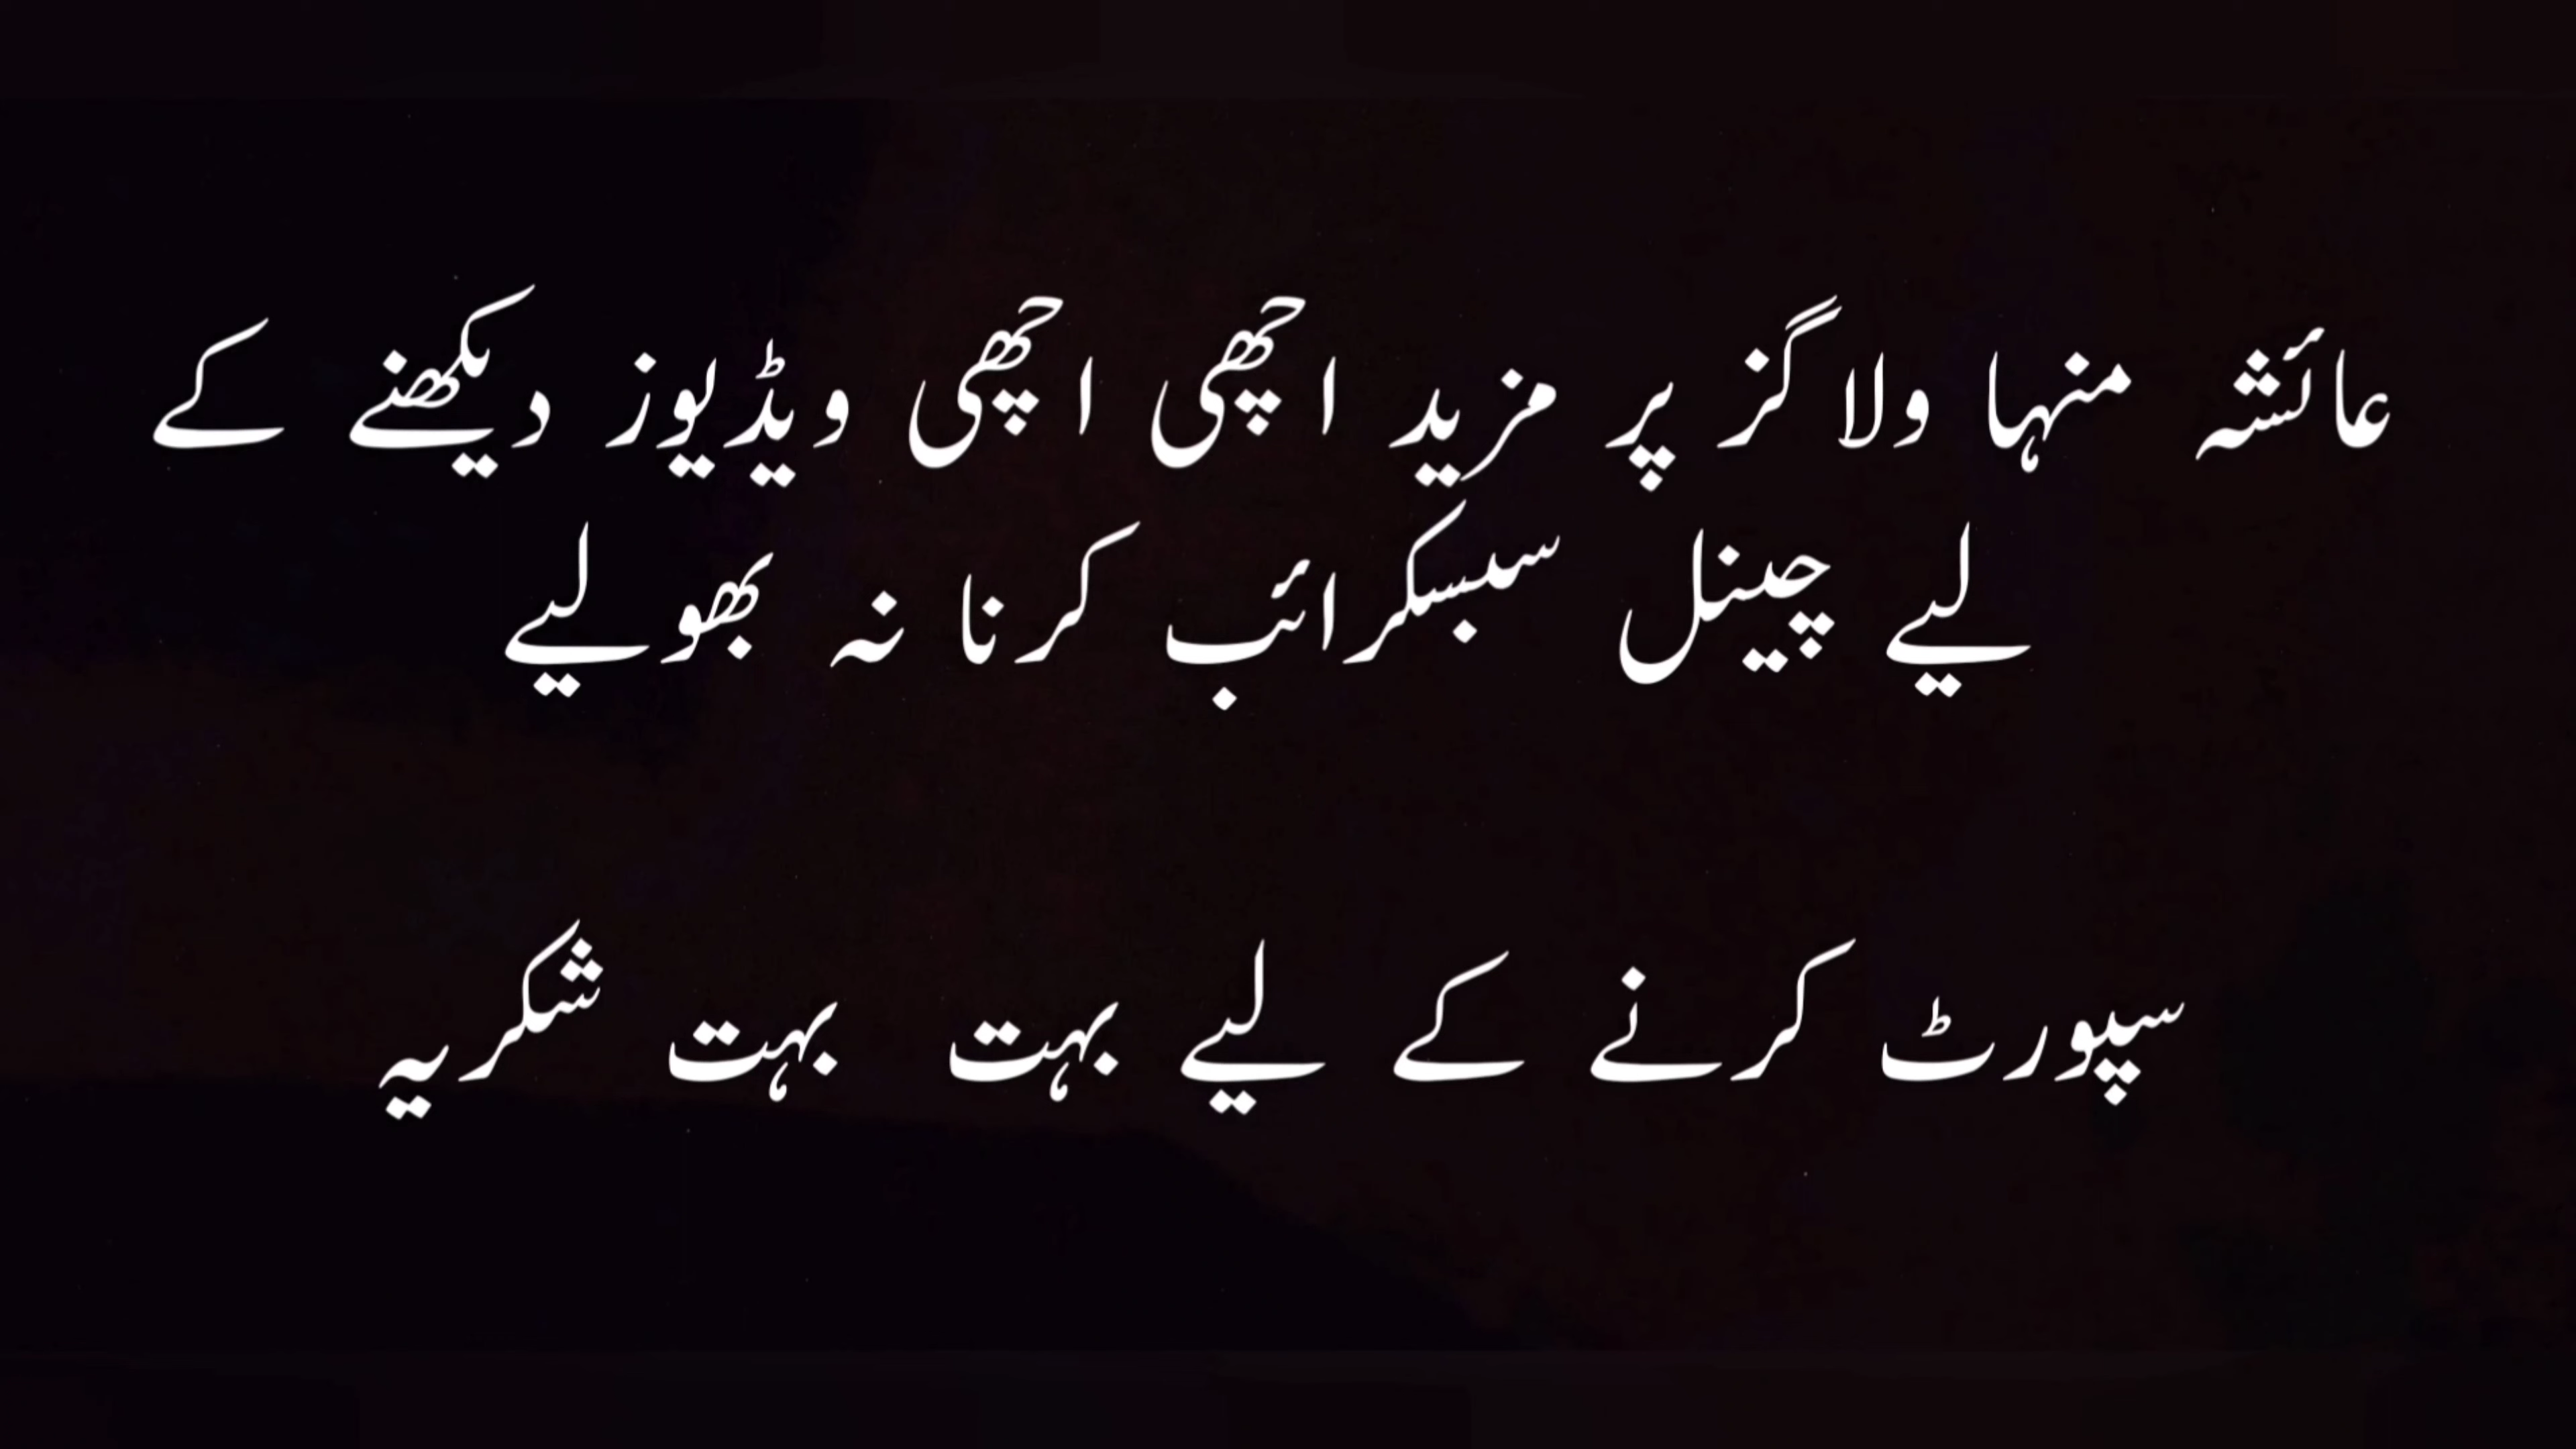 عائشہ منہا ولاگز پر مزید اچھی اچھی ویڈیوز دیکھنے کے
لیے چینل سبسکرائب کرنا نہ بھولیے
سپورٹ کرنے کے لیے بہت بہت شکریہ